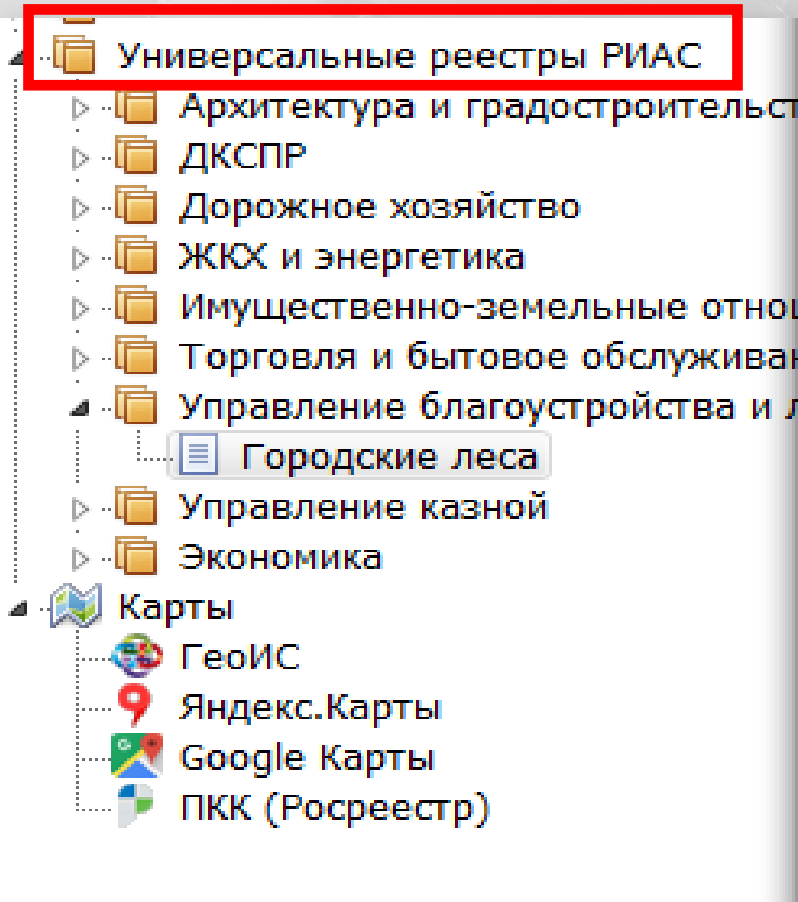 Универсальные реестры РИАС
Архитектура и градостроительст
ДКСПР
Дорожное хозяйство
ЖКХ и энергетика
Имущественно-земельные отнош
Торговля и бытовое обслуживан
Управление благоустройства и л
Городские леса
Управление казной
Экономика
Карты
ГеоИС
Яндекс.Карты
Google Карты
ПКК (Росреестр)